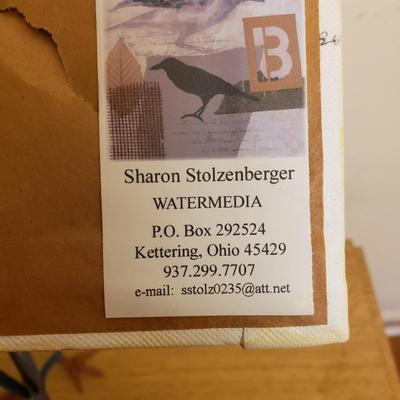 B
Sharon Stolzenberger
WATERMEDIA
P.O. Box 292524
Kettering, Ohio 45429
937.299.7707
e-mail: sstolz0235@att.net